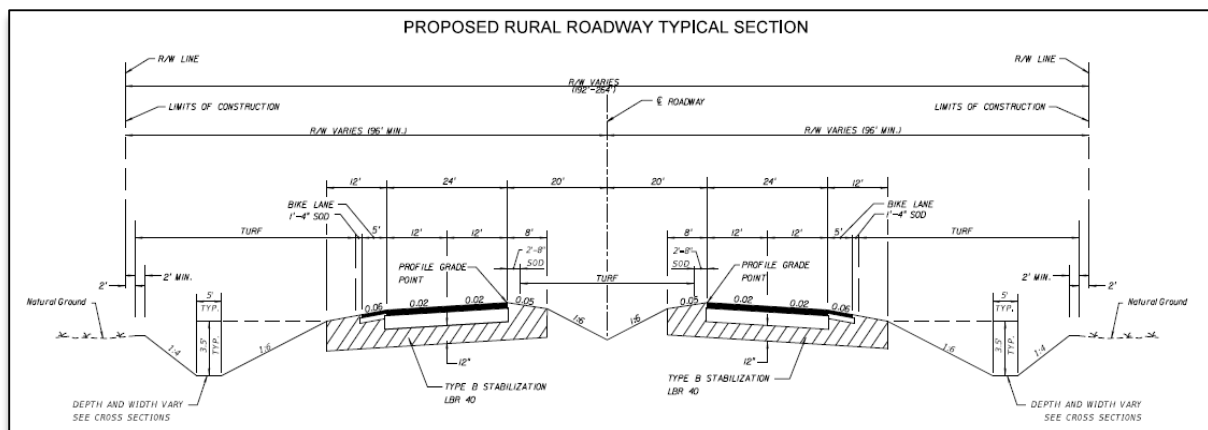 PROPOSED RURAL ROADWAY TYPICAL SECTION
R/W LINE
R/W LINE
R/W VARIES
(192'-264')
LIMITS OF CONSTRUCTION
℄ ROADWAY
LIMITS OF CONSTRUCTION
R/W VARIES (96' MIN.)
R/W VARIES (96' MIN.)
12'
24'
20'
20'
24'
12'
BIKE LANE
1'-4" SOD
BIKE LANE
1'-4" SOD
TURF
5'
12'
12'
8'
8'
12'
12'
5'
TURF
2'-8"
SOD
2'-8"
SOD
2' MIN.
2'
PROFILE GRADE
POINT
TURF
PROFILE GRADE
POINT
2' MIN.
2'
Natural Ground
5'
TYP.
0.06
0.02
0.02
0.05
0.05
0.02
0.02
0.06
5'
TYP.
Natural Ground
1:4
3.5'
TYP.
1:6
1:6
1:6
1:6
3.5'
TYP.
1:4
12"
12"
TYPE B STABILIZATION
LBR 40
TYPE B STABILIZATION
LBR 40
DEPTH AND WIDTH VARY
SEE CROSS SECTIONS
DEPTH AND WIDTH VARY
SEE CROSS SECTIONS